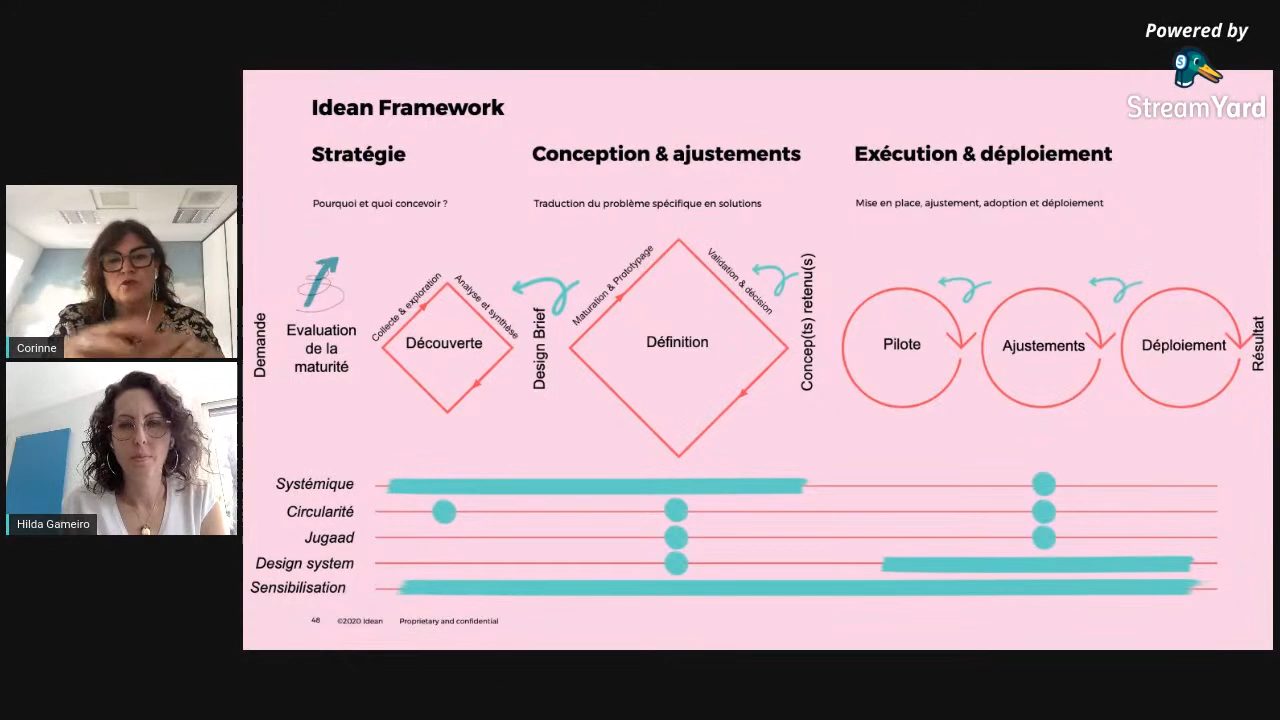 Powered by
StreamYard
Idean Framework
Stratégie
Conception & ajustements
Exécution & déploiement
Pourquoi et quoi concevoir ?
Traduction du problème spécifique en solutions
Mise en place, ajustement, adoption et déploiement
Demande
Evaluation
de la
maturité
Collecte & exploration
Analyse et synthèse
Découverte
Design Brief
Maturation & Prototypage
Validation & décision
Définition
Concep(ts) retenu(s)
Pilote
Ajustements
Déploiement
Résultat
Corinne
Hilda Gameiro
Systémique
Circularité
Jugaad
Design system
Sensibilisation
48 ©2020 Idean Proprietary and confidential